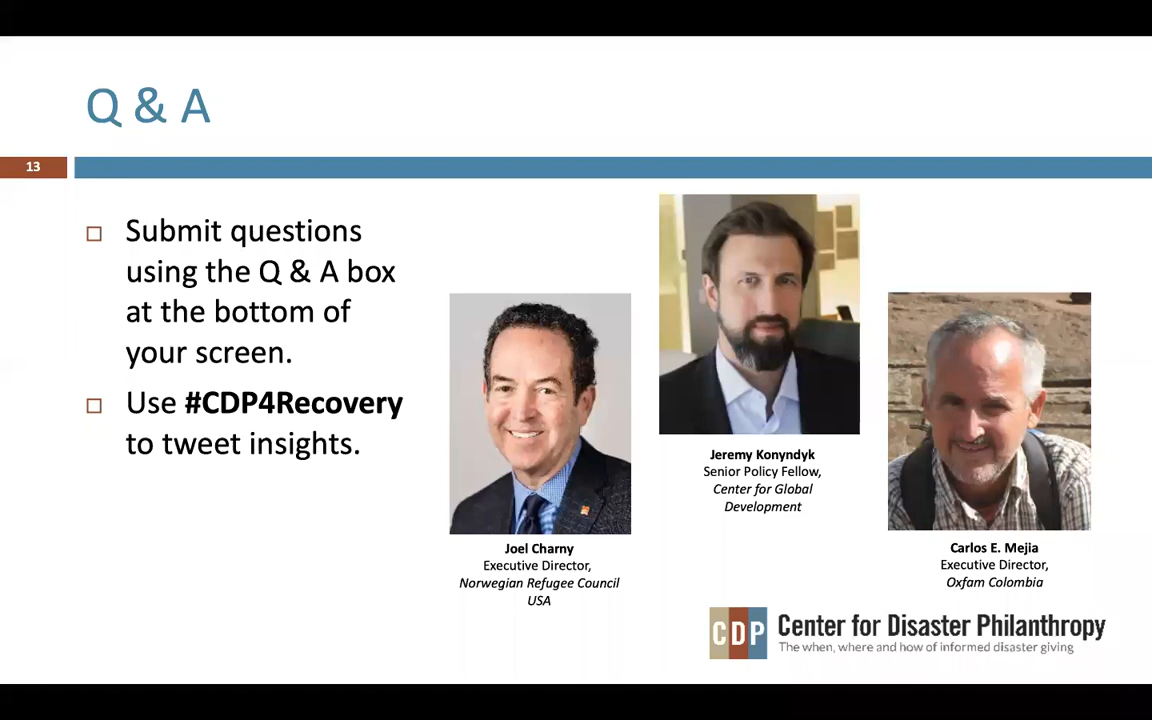 Q & A
13
Submit questions
using the Q & A box
at the bottom of
your screen.
Use #CDP4Recovery
to tweet insights.
Joel Charny
Executive Director,
Norwegian Refugee Council
USA
Jeremy Konyndyk
Senior Policy Fellow,
Center for Global
Development
Carlos E. Mejia
Executive Director,
Oxfam Colombia
CDP
Center for Disaster Philanthropy
The when, where and how of informed disaster giving